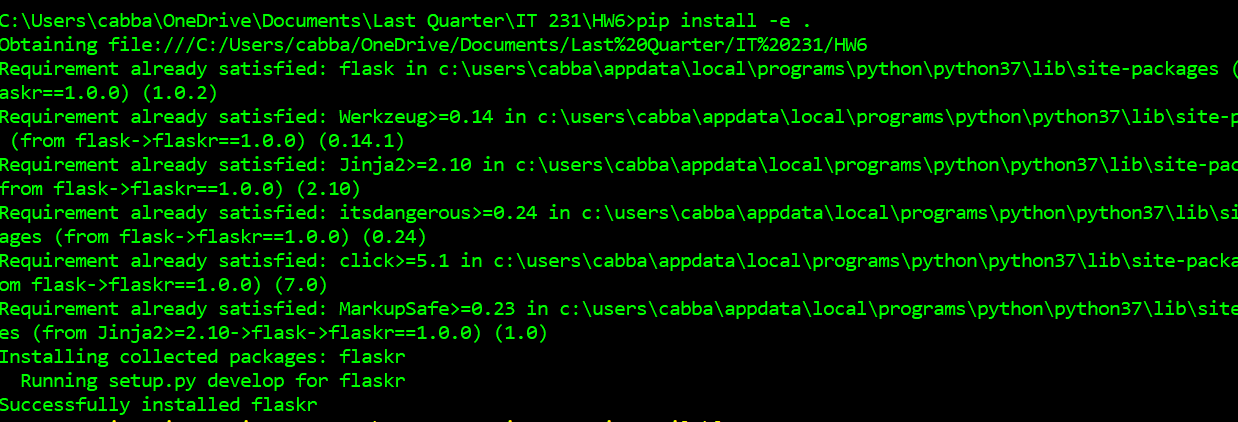 C:\Users\cabba\OneDrive\Documents\Last Quarter\IT 231\HW6>pip install -e .
Obtaining file:///C:/Users/cabba/OneDrive/Documents/Last%20Quarter/IT%20231/HW6
Requirement already satisfied: flask in c:\users\cabba\appdata\local\programs\python\python37\lib\site-packages (
askr==1.0.0) (1.0.2)
Requirement already satisfied: Werkzeug>=0.14 in c:\users\cabba\appdata\local\programs\python\python37\lib\site-p
(from flask->flaskr==1.0.0) (0.14.1)
Requirement already satisfied: Jinja2>=2.10 in c:\users\cabba\appdata\local\programs\python\python37\lib\site-pac
from flask->flaskr==1.0.0) (2.10)
Requirement already satisfied: itsdangerous>=0.24 in c:\users\cabba\appdata\local\programs\python\python37\lib\si
ages (from flask->flaskr==1.0.0) (0.24)
Requirement already satisfied: click>=5.1 in c:\users\cabba\appdata\local\programs\python\python37\lib\site-packa
om flask->flaskr==1.0.0) (7.0)
Requirement already satisfied: MarkupSafe>=0.23 in c:\users\cabba\appdata\local\programs\python\python37\lib\site
es (from Jinja2>=2.10->flask->flaskr==1.0.0) (1.0)
Installing collected packages: flaskr
Running setup.py develop for flaskr
Successfully installed flaskr